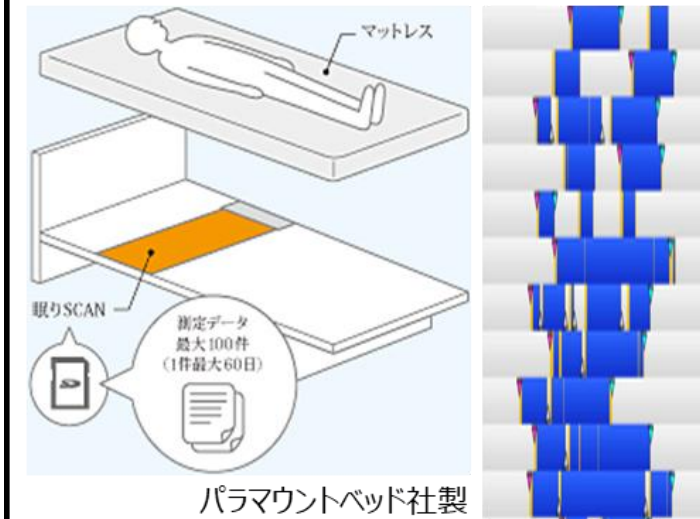 マットレス
眠りSCAN
測定データ
最大100件
(1件最大60日)
SD
パラマウントベッド社製